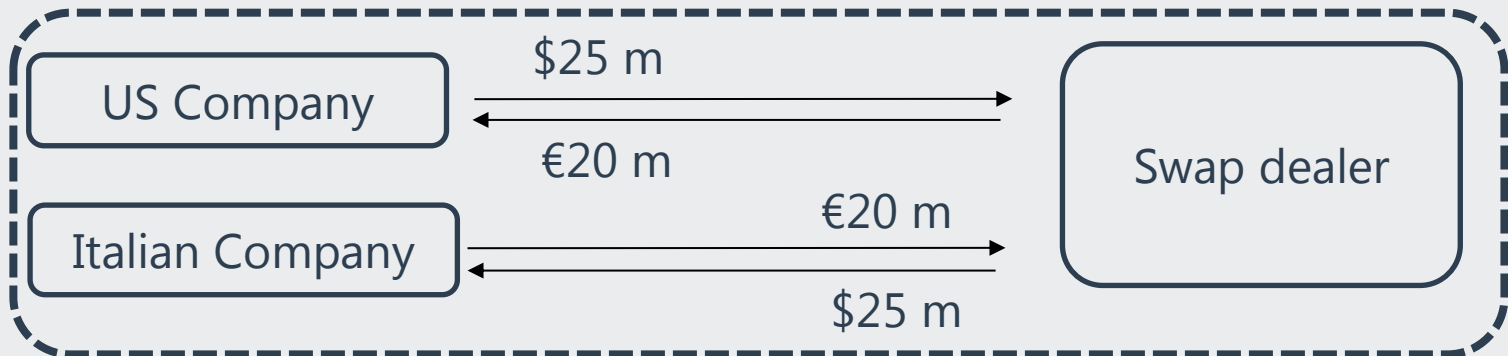 $25 m
US Company
€20 m
Swap dealer
€20 m
Italian Company
$25 m